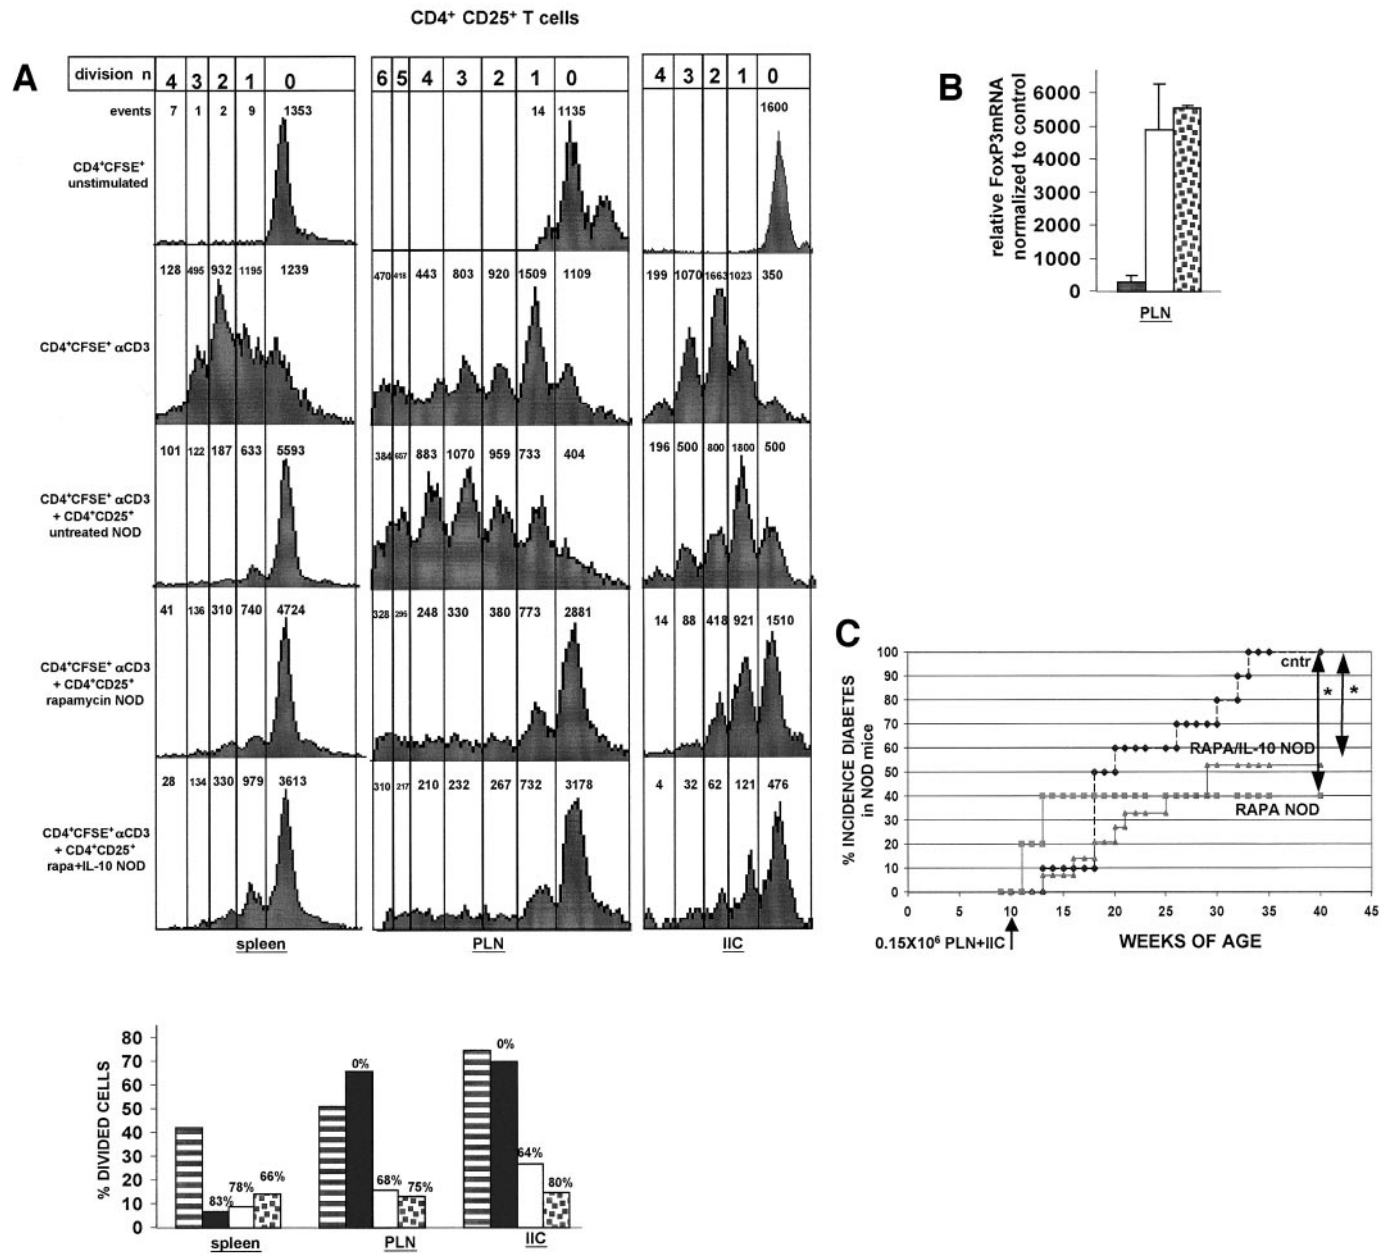 CD4⁺ CD25⁺ T cells
A
division n 4 3 2 1 0
6 5 4 3 2 1 0
4 3 2 1 0
events 7 1 2 9 1353
14 1135
1600
CD4⁺CFSE⁺
unstimulated
128 495 932 1195 1239
470 418 443 803 920 1509 1109
199 1070 1663 1023 350
CD4⁺CFSE⁺ αCD3
101 122 187 633 5593
384 657 883 1070 959 733 404
196 500 800 1800 500
CD4⁺CFSE⁺ αCD3
+ CD4⁺CD25⁺
untreated NOD
41 136 310 740 4724
328 295 248 330 380 773 2881
14 88 418 921 1510
CD4⁺CFSE⁺ αCD3
+ CD4⁺CD25⁺
rapamycin NOD
28 134 330 979 3613
310 217 210 232 267 732 3178
4 32 62 121 476
CD4⁺CFSE⁺ αCD3
+ CD4⁺CD25⁺
rapa+IL-10 NOD
spleen PLN IIC
% DIVIDED CELLS
80
70
60
50
40
30
20
10
0
83% 78% 66%
0% 68% 75%
0% 64% 80%
spleen PLN IIC
B
relative FoxP3mRNA
normalized to control
6000
5000
4000
3000
2000
1000
0
PLN
C
% INCIDENCE DIABETES
in NOD mice
100
90
80
70
60
50
40
30
20
10
0
cntr
* *
RAPA/IL-10 NOD
RAPA NOD
0 5 10 15 20 25 30 35 40 45
0.15X10⁶ PLN+IIC
WEEKS OF AGE